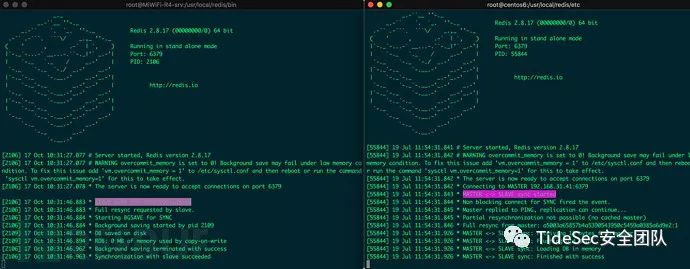 root@MiWiFi-R4-srv:/usr/local/redis/bin
Redis 2.8.17 (00000000/0) 64 bit
Running in stand alone mode
Port: 6379
PID: 2106
http://redis.io
[2106] 17 Oct 10:31:27.077 # Server started, Redis version 2.8.17
[2106] 17 Oct 10:31:27.077 # WARNING overcommit_memory is set to 0! Background save may fail under low memory co
ndition. To fix this issue add 'vm.overcommit_memory = 1' to /etc/sysctl.conf and then reboot or run the command
'sysctl vm.overcommit_memory=1' for this to take effect.
[2106] 17 Oct 10:31:27.078 * The server is now ready to accept connections on port 6379
[2106] 17 Oct 10:31:46.883 *
[2106] 17 Oct 10:31:46.883 * Full resync requested by slave.
[2106] 17 Oct 10:31:46.884 * Starting BGSAVE for SYNC
[2106] 17 Oct 10:31:46.884 * Background saving started by pid 2109
[2109] 17 Oct 10:31:46.893 * DB saved on disk
[2109] 17 Oct 10:31:46.894 * RDB: 0 MB of memory used by copy-on-write
[2106] 17 Oct 10:31:46.963 * Background saving terminated with success
[2106] 17 Oct 10:31:46.963 * Synchronization with slave succeeded
root@centos6:/usr/local/redis/etc
Redis 2.8.17 (00000000/0) 64 bit
Running in stand alone mode
Port: 6379
PID: 55844
http://redis.io
[55844] 19 Jul 11:54:31.841 # Server started, Redis version 2.8.17
[55844] 19 Jul 11:54:31.842 # WARNING overcommit_memory is set to 0! Background save may fail under low
memory condition. To fix this issue add 'vm.overcommit_memory = 1' to /etc/sysctl.conf and then reboot o
r run the command 'sysctl vm.overcommit_memory=1' for this to take effect.
[55844] 19 Jul 11:54:31.842 * The server is now ready to accept connections on port 6379
[55844] 19 Jul 11:54:31.842 * Connecting to MASTER 192.168.31.41:6379
[55844] 19 Jul 11:54:31.843 * MASTER <-> SLAVE sync started
[55844] 19 Jul 11:54:31.844 * Non blocking connect for SYNC fired the event.
[55844] 19 Jul 11:54:31.845 * Master replied to PING, replication can continue...
[55844] 19 Jul 11:54:31.845 * Partial resynchronization not possible (no cached master)
[55844] 19 Jul 11:54:31.846 * Full resync from master:
[55844] 19 Jul 11:54:31.926 * MASTER <-> SLAVE sync:
[55844] 19 Jul 11:54:31.926 * MASTER <-> SLAVE sync:
[55844] 19 Jul 11:54:31.926 * MASTER <-> SLAVE sync: Loading DB in memory
[55844] 19 Jul 11:54:31.926 * MASTER <-> SLAVE sync: Finished with success
TideSec安全团队